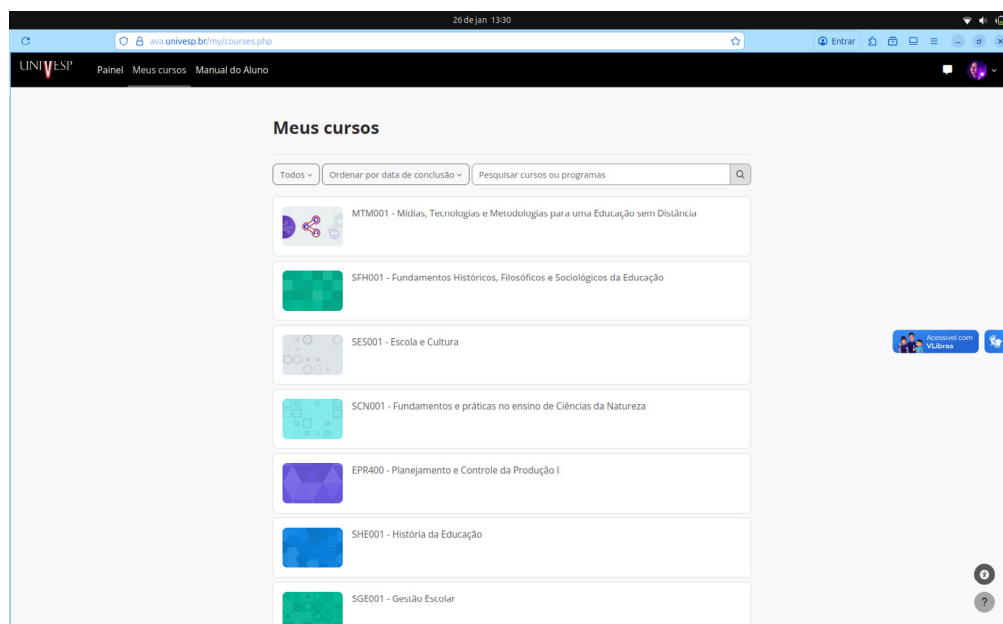 26 de jan 13:30
ava.univesp.br/my/courses.php
Entrar
UNIVESP
Painel Meus cursos Manual do Aluno
Meus cursos
Todos
Ordenar por data de conclusão
Pesquisar cursos ou programas
MTM001 - Mídias, Tecnologias e Metodologias para uma Educação sem Distância
SFH001 - Fundamentos Históricos, Filosóficos e Sociológicos da Educação
SES001 - Escola e Cultura
Acessível com
VLibras
SCN001 - Fundamentos e práticas no ensino de Ciências da Natureza
EPR400 - Planejamento e Controle da Produção I
SHE001 - História da Educação
SGE001 - Gestão Escolar
?